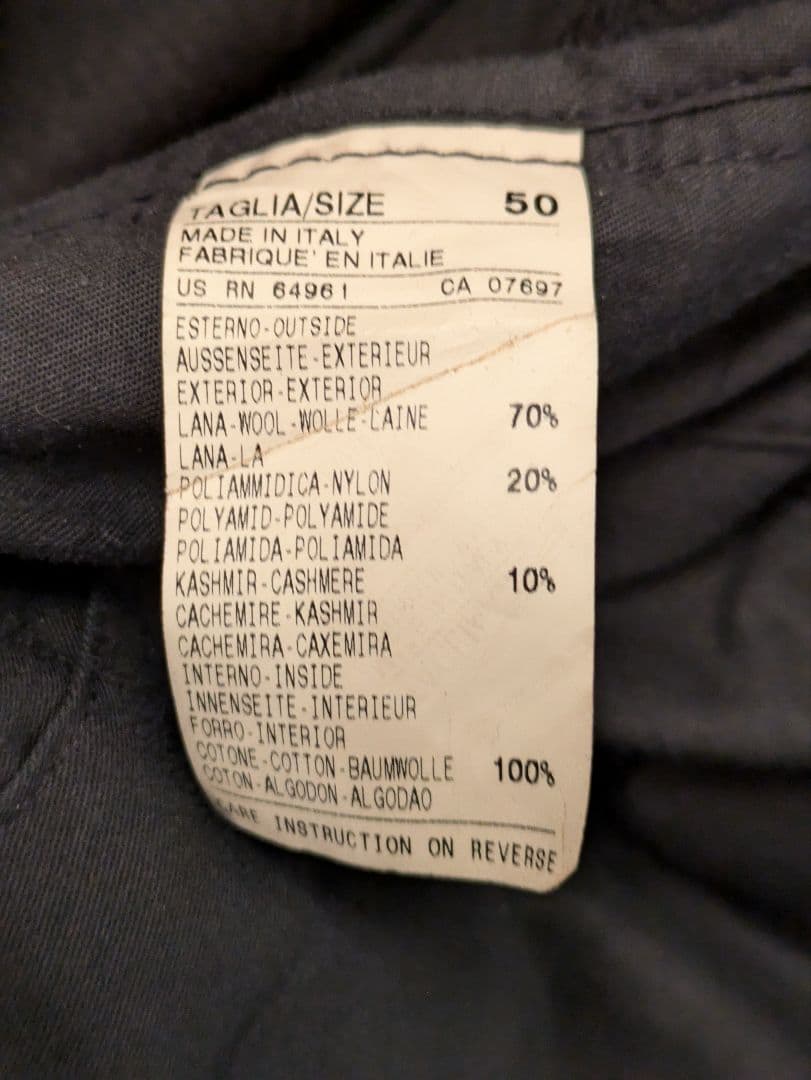 TAGLIA/SIZE 50
MADE IN ITALY
FABRIQUE' EN ITALIE
US RN 64961 CA 07697
ESTERNO-OUTSIDE
AUSSENSEITE-EXTERIEUR
EXTERIOR-EXTERIOR
LANA-WOOL-WOLLE-LAINE 70%
LANA-LA
POLIAMMIDICA-NYLON 20%
POLYAMID-POLYAMIDE
POLIAMIDA-POLIAMIDA
KASHMIR-CASHMERE 10%
CACHEMIRE-KASHMIR
CACHEMIRA-CAXEMIRA
INTERNO-INSIDE
INNENSEITE-INTERIEUR
FORRO-INTERIOR
COTONE-COTTON-BAUMWOLLE 100%
COTON-ALGODON-ALGODAO
CARE INSTRUCTION ON REVERSE